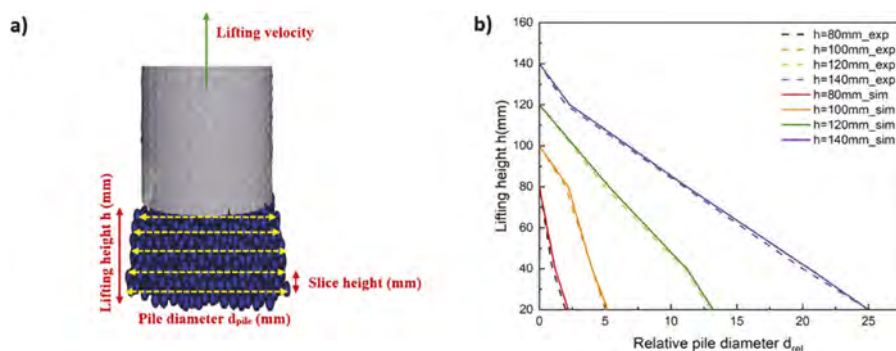 a)
Lifting velocity
Lifting height h (mm)
Slice height (mm)
Pile diameter dpile (mm)
b)
160
140
120
100
80
60
40
20
Lifting height h(mm)
0
5
10
15
20
25
Relative pile diameter drel
h=80mm_exp
h=100mm_exp
h=120mm_exp
h=140mm_exp
h=80mm_sim
h=100mm_sim
h=120mm_sim
h=140mm_sim